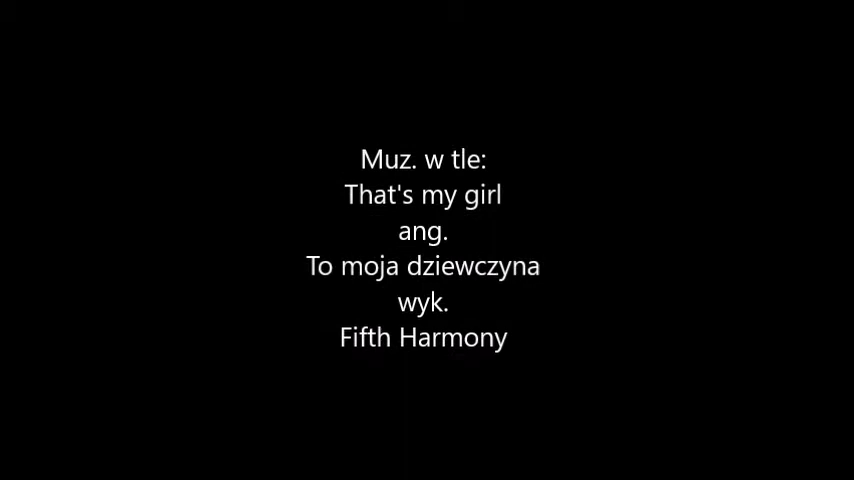 Muz. w tle:
That's my girl
ang.
To moja dziewczyna
wyk.
Fifth Harmony